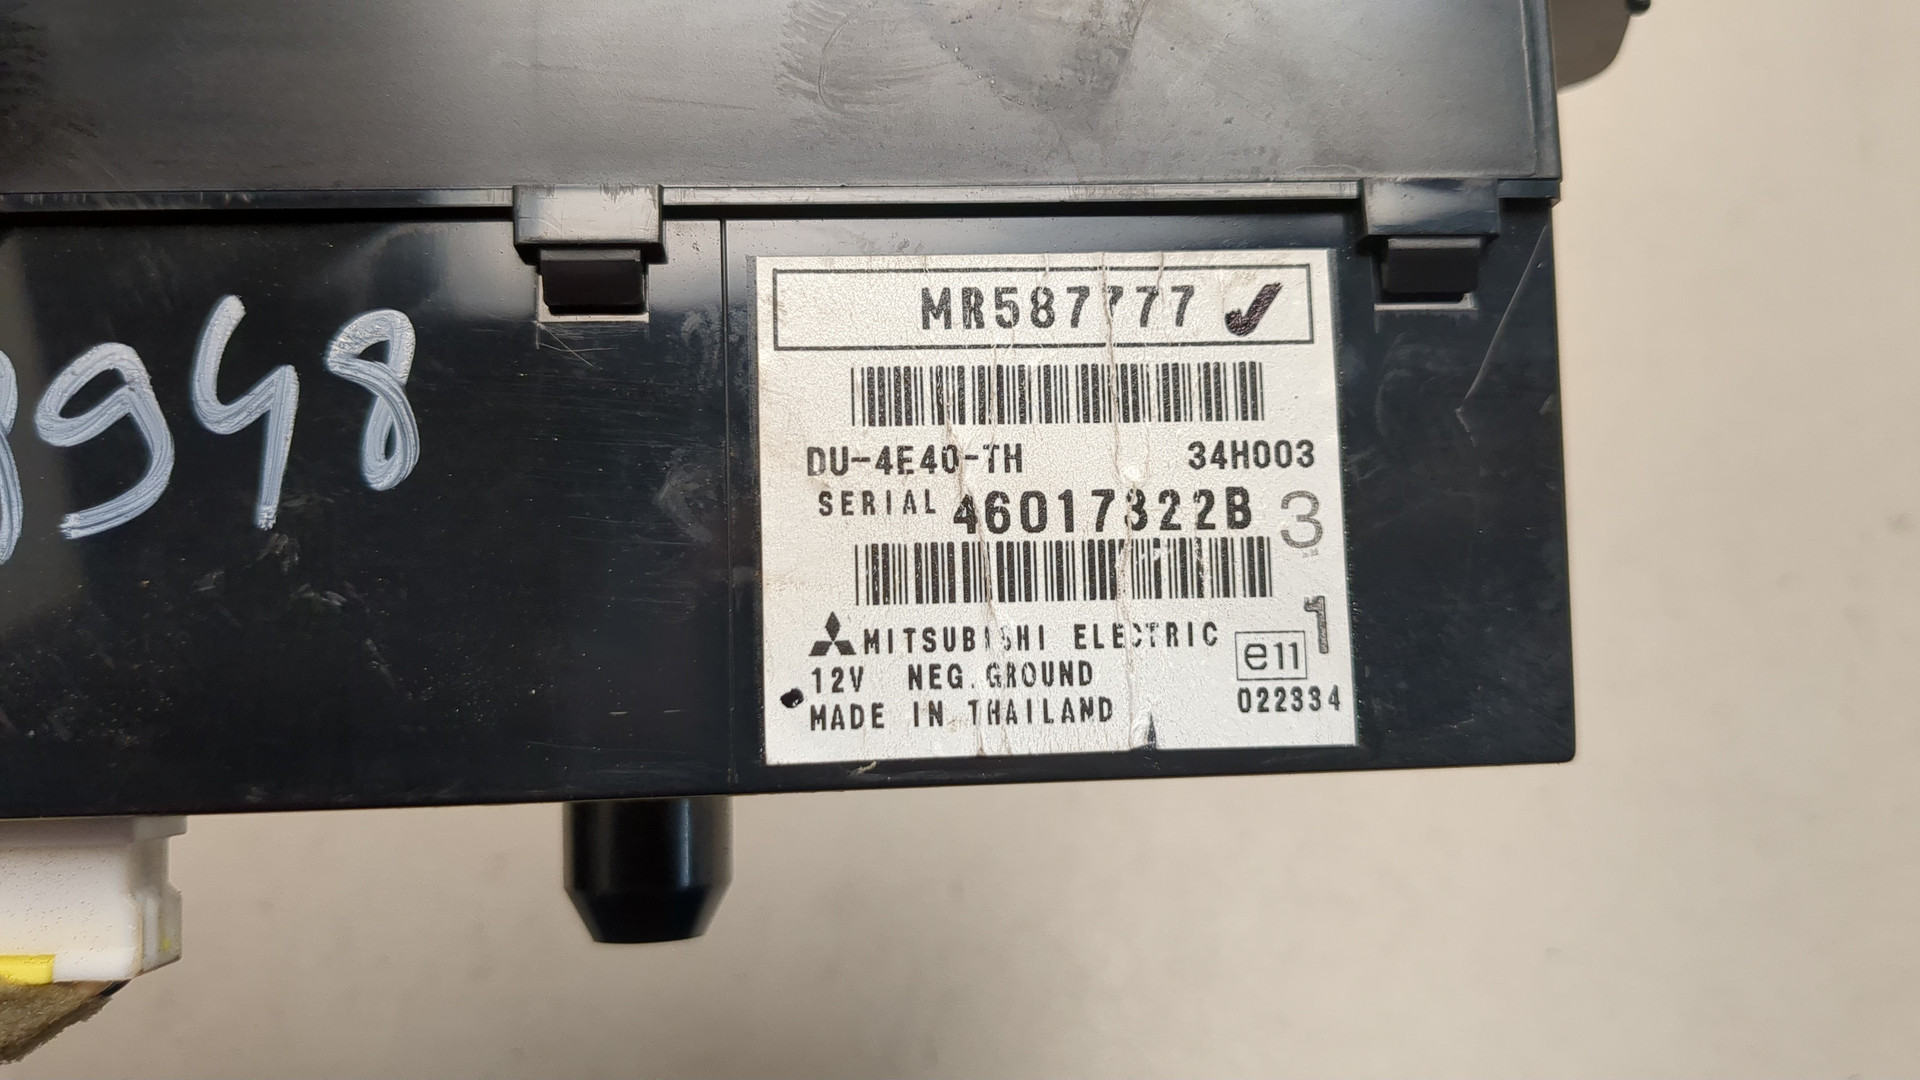 948
MR587777
DU-4E40-TH 34H003
SERIAL 46017322B 3
MITSUBISHI ELECTRIC 1
12V NEG.GROUND e11
MADE IN THAILAND 022334